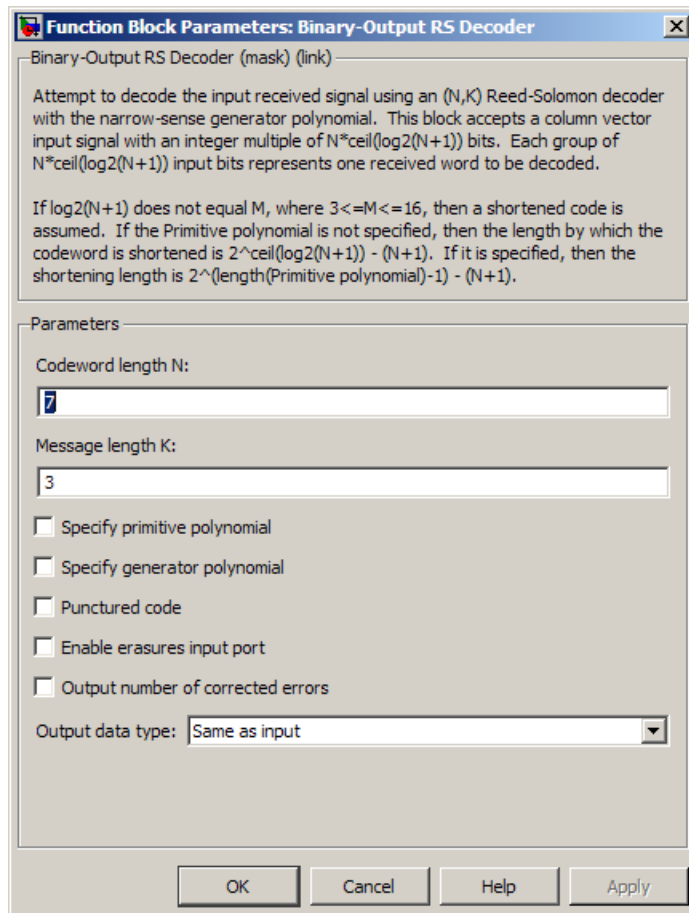 Function Block Parameters: Binary-Output RS Decoder
Binary-Output RS Decoder (mask) (link)
Attempt to decode the input received signal using an (N,K) Reed-Solomon decoder
with the narrow-sense generator polynomial.  This block accepts a column vector
input signal with an integer multiple of N*ceil(log2(N+1)) bits.  Each group of
N*ceil(log2(N+1)) input bits represents one received word to be decoded.
If log2(N+1) does not equal M, where 3<=M<=16, then a shortened code is
assumed.  If the Primitive polynomial is not specified, then the length by which the
codeword is shortened is 2^ceil(log2(N+1)) - (N+1).  If it is specified, then the
shortening length is 2^(length(Primitive polynomial)-1) - (N+1).
Parameters
Codeword length N:
7
Message length K:
3
Specify primitive polynomial
Specify generator polynomial
Punctured code
Enable erasures input port
Output number of corrected errors
Output data type: Same as input
OK Cancel Help Apply